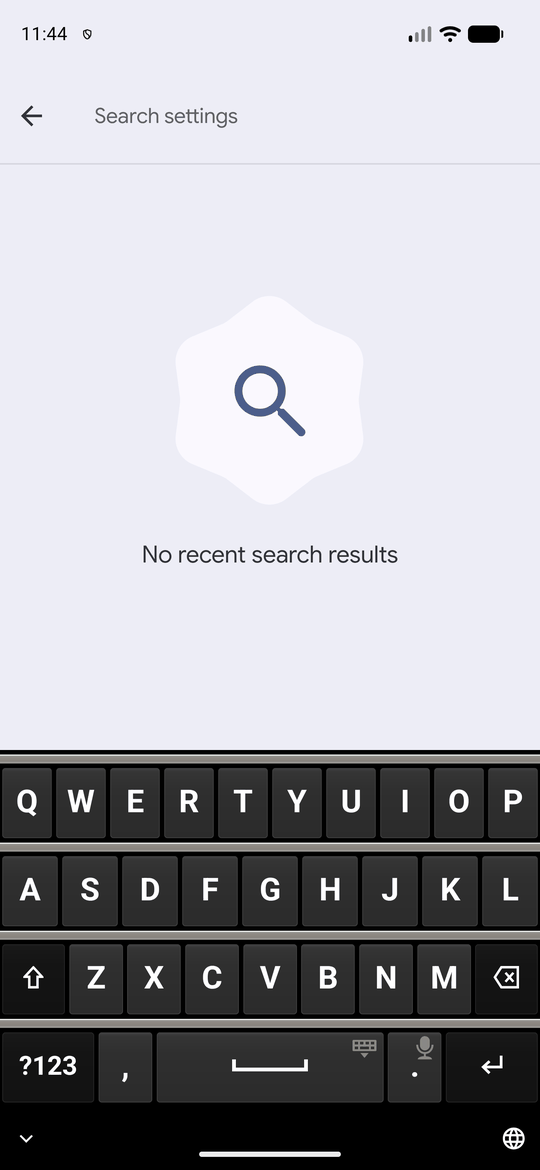 11:44
Search settings
No recent search results
Q W E R T Y U I O P
A S D F G H J K L
Z X C V B N M
?123 , .